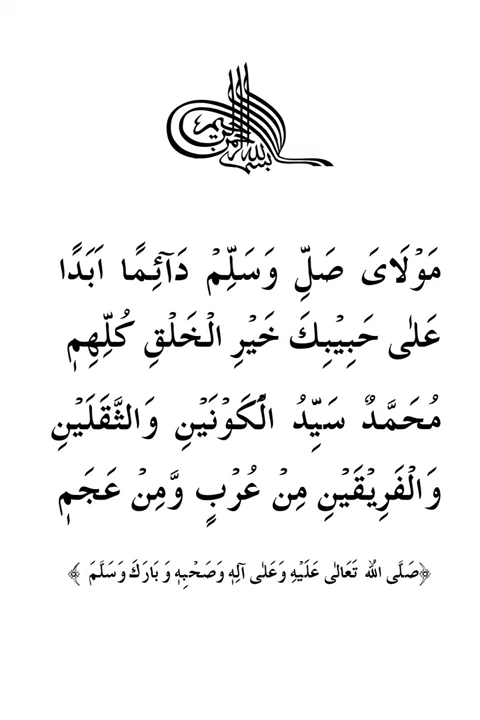 بسم الله الرحمن الرحيم
مَوْلَایَ صَلِّ وَسَلِّمْ دَآئِمًا اَبَدًا
عَلٰى حَبِيْبِكَ خَيْرِ الْخَلْقِ كُلِّهِمٖ
مُحَمَّدٌ سَيِّدُ الْكَوْنَيْنِ وَالثَّقَلَيْنِ
وَالْفَرِيْقَيْنِ مِنْ عُرْبٍ وَّمِنْ عَجَمٖ
﴿صَلَّى اللّٰهُ تَعَالٰى عَلَيْهِ وَعَلٰى آلِهٖ وَصَحْبِهٖ وَ بَارَكَ وَسَلَّمَ ﴾